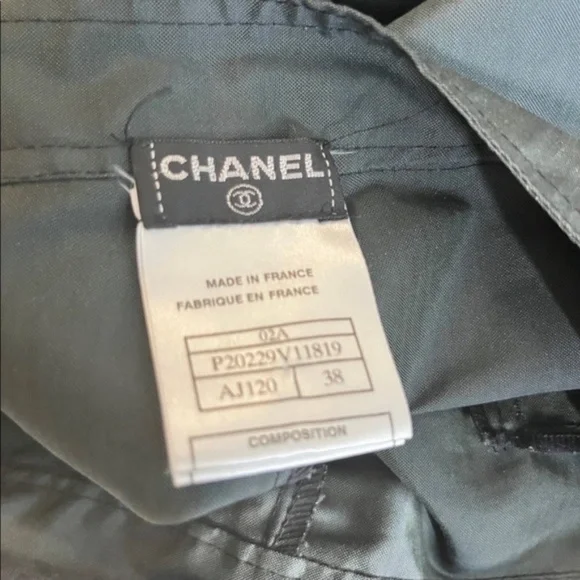 CHANEL
MADE IN FRANCE
FABRIQUE EN FRANCE
02A
P20229V11819
AJ120 38
COMPOSITION